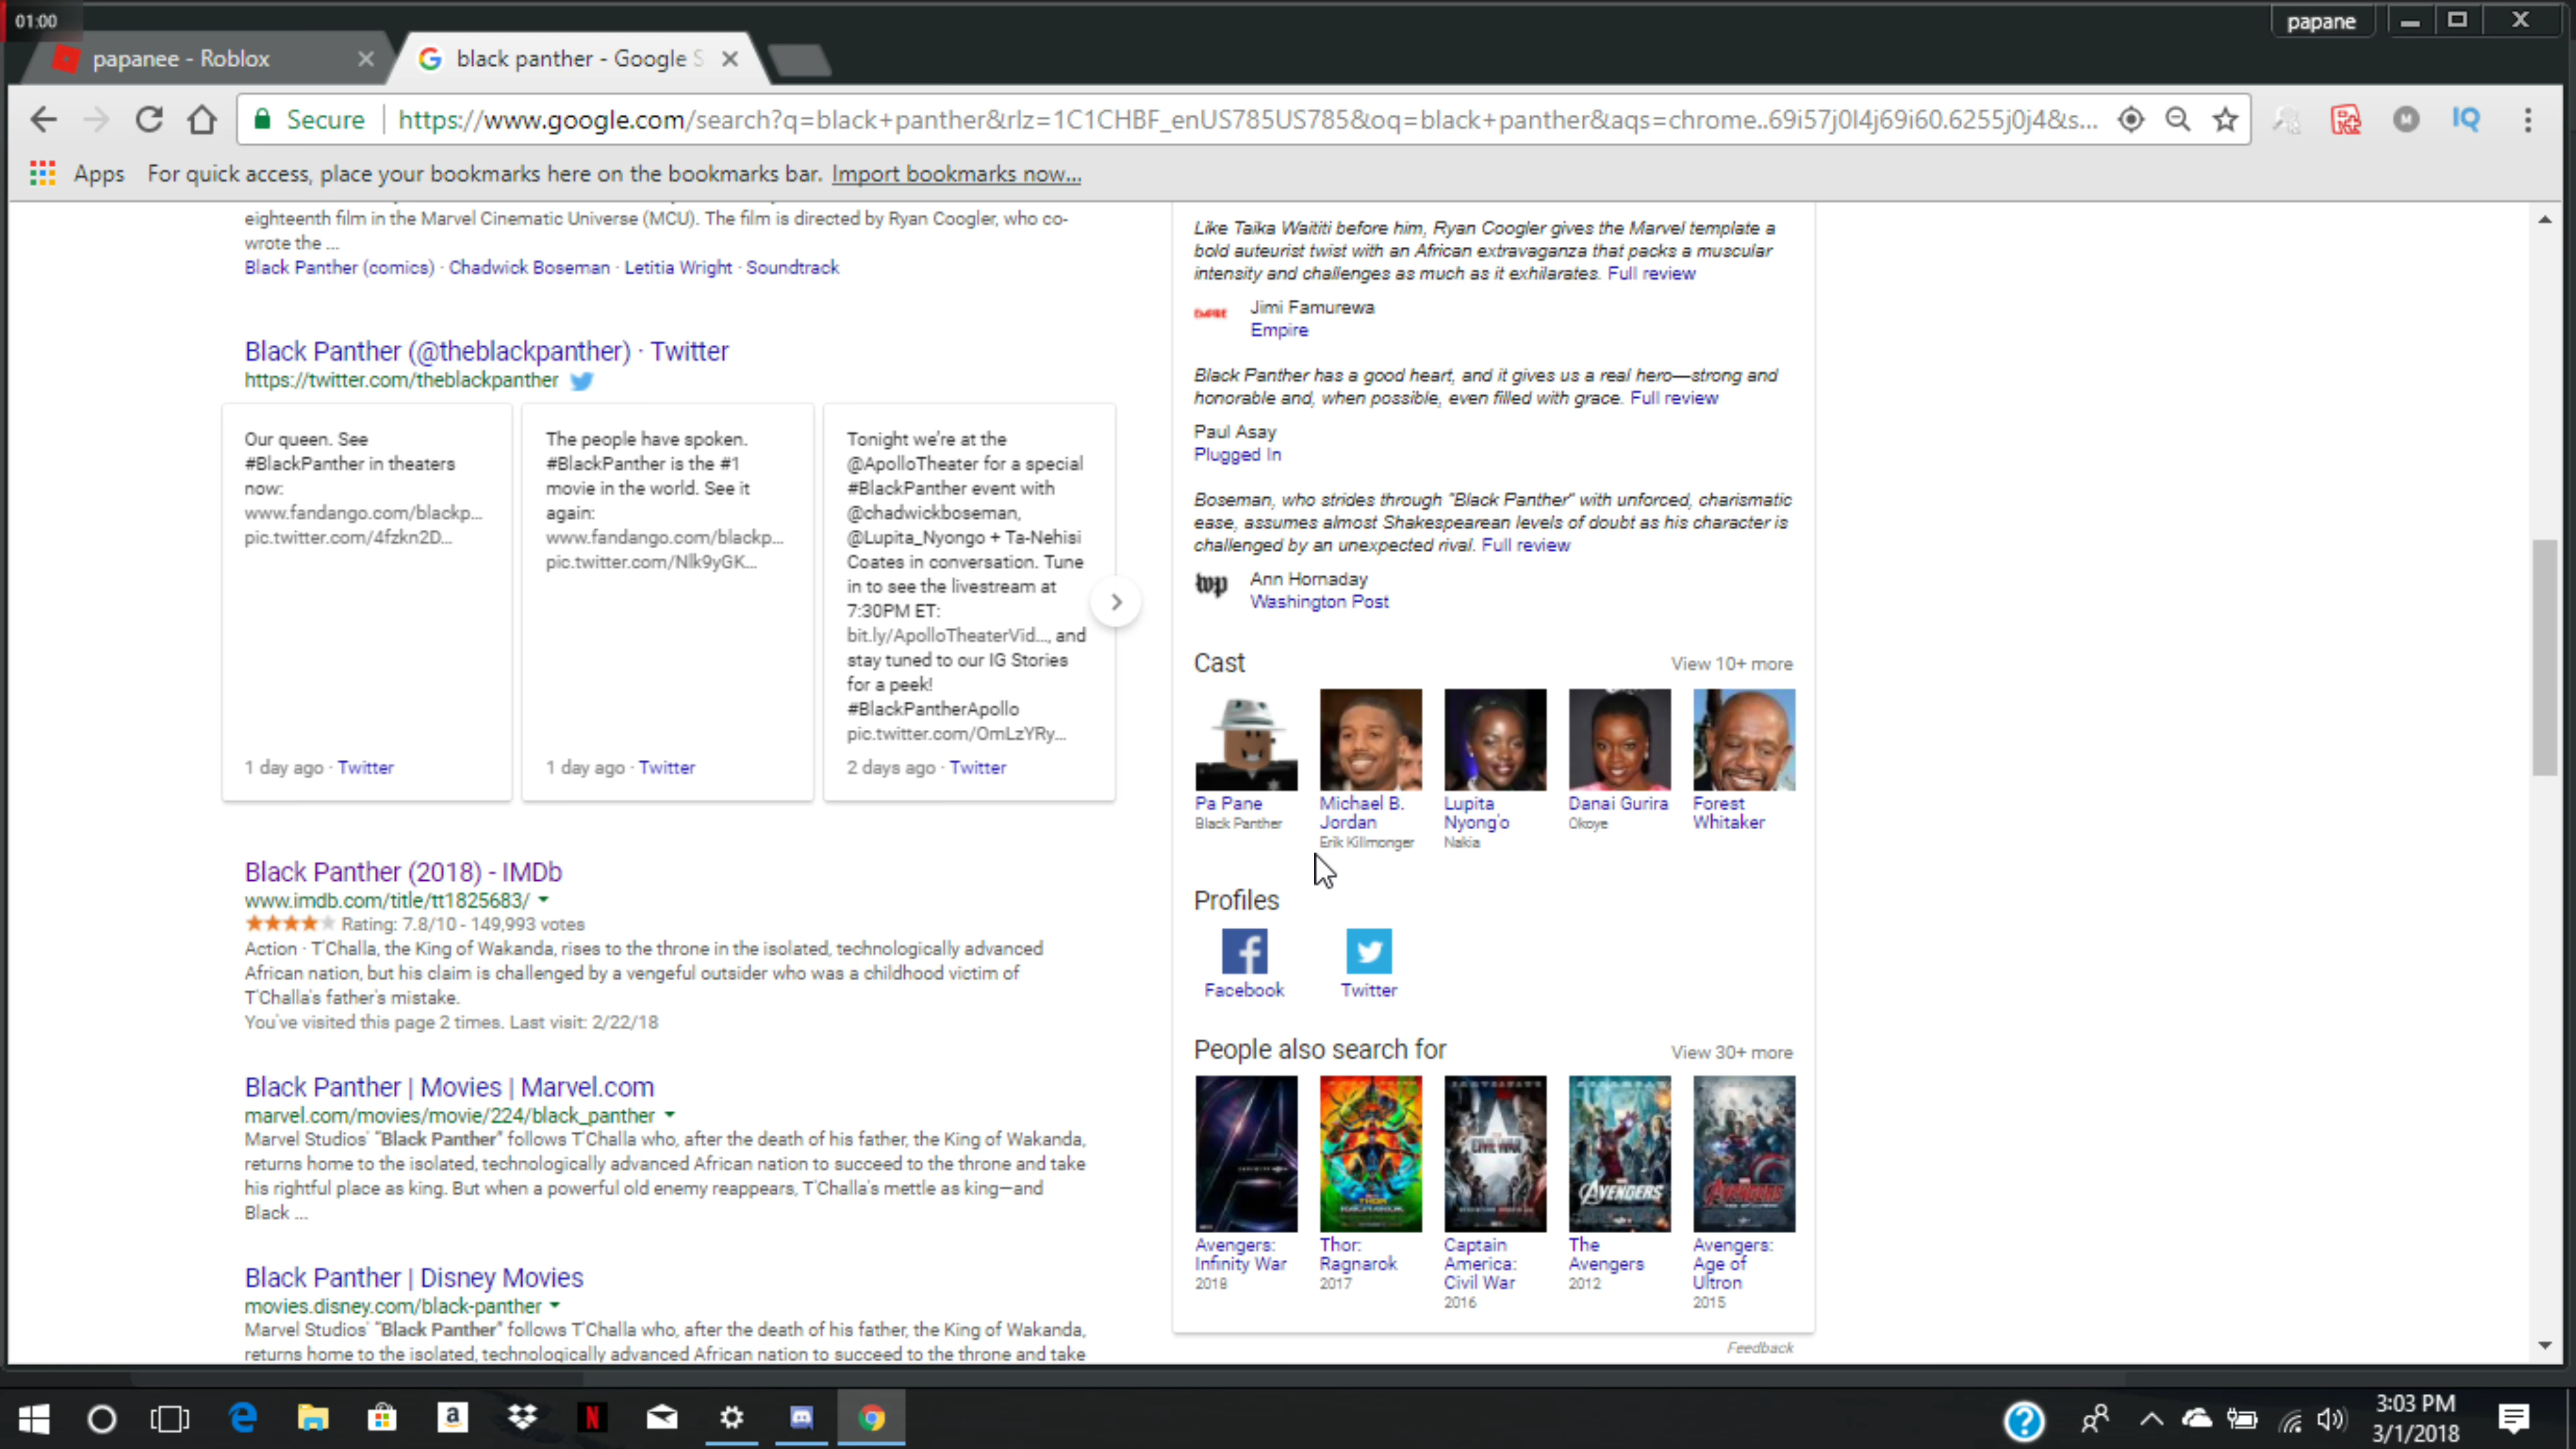 01:00
papane
papanee - Roblox
black panther - Google S
Secure
https://www.google.com/search?q=black+panther&rlz=1C1CHBF_enUS785US785&oq=black+panther&aqs=chrome..69i57j0l4j69i60.6255j0j4&s...
IQ
Apps
For quick access, place your bookmarks here on the bookmarks bar. Import bookmarks now...
eighteenth film in the Marvel Cinematic Universe (MCU). The film is directed by Ryan Coogler, who co-
wrote the ...
Black Panther (comics) · Chadwick Boseman · Letitia Wright · Soundtrack
Black Panther (@theblackpanther) · Twitter
https://twitter.com/theblackpanther
Our queen. See
#BlackPanther in theaters
now:
www.fandango.com/blackp...
pic.twitter.com/4fzkn2D...
1 day ago · Twitter
The people have spoken.
#BlackPanther is the #1
movie in the world. See it
again:
www.fandango.com/blackp...
pic.twitter.com/Nlk9yGK...
1 day ago · Twitter
Tonight we're at the
@ApolloTheater for a special
#BlackPanther event with
@chadwickboseman,
@Lupita_Nyongo + Ta-Nehisi
Coates in conversation. Tune
in to see the livestream at
7:30PM ET:
bit.ly/ApolloTheaterVid..., and
stay tuned to our IG Stories
for a peek!
#BlackPantherApollo
pic.twitter.com/OmLzYRy...
2 days ago · Twitter
Black Panther (2018) - IMDb
www.imdb.com/title/tt1825683/
Rating: 7.8/10 - 149,993 votes
Action · T'Challa, the King of Wakanda, rises to the throne in the isolated, technologically advanced
African nation, but his claim is challenged by a vengeful outsider who was a childhood victim of
T'Challa's father's mistake.
You've visited this page 2 times. Last visit: 2/22/18
Black Panther | Movies | Marvel.com
marvel.com/movies/movie/224/black_panther
Marvel Studios' "Black Panther" follows T'Challa who, after the death of his father, the King of Wakanda,
returns home to the isolated, technologically advanced African nation to succeed to the throne and take
his rightful place as king. But when a powerful old enemy reappears, T'Challa's mettle as king—and
Black ...
Black Panther | Disney Movies
movies.disney.com/black-panther
Marvel Studios' "Black Panther" follows T'Challa who, after the death of his father, the King of Wakanda,
returns home to the isolated, technologically advanced African nation to succeed to the throne and take
Like Taika Waititi before him, Ryan Coogler gives the Marvel template a
bold auteurist twist with an African extravaganza that packs a muscular
intensity and challenges as much as it exhilarates. Full review
EMPIRE
Jimi Famurewa
Empire
Black Panther has a good heart, and it gives us a real hero—strong and
honorable and, when possible, even filled with grace. Full review
Paul Asay
Plugged In
Boseman, who strides through "Black Panther" with unforced, charismatic
ease, assumes almost Shakespearean levels of doubt as his character is
challenged by an unexpected rival. Full review
wp
Ann Hornaday
Washington Post
Cast
View 10+ more
Pa Pane
Black Panther
Michael B.
Jordan
Erik Killmonger
Lupita
Nyong'o
Nakia
Danai Gurira
Okoye
Forest
Whitaker
Profiles
Facebook
Twitter
People also search for
View 30+ more
THOR
RAGNAROK
CIVIL WAR
AVENGERS
AVENGERS
Avengers:
Infinity War
2018
Thor:
Ragnarok
2017
Captain
America:
Civil War
2016
The
Avengers
2012
Avengers:
Age of
Ultron
2015
Feedback
3:03 PM
3/1/2018